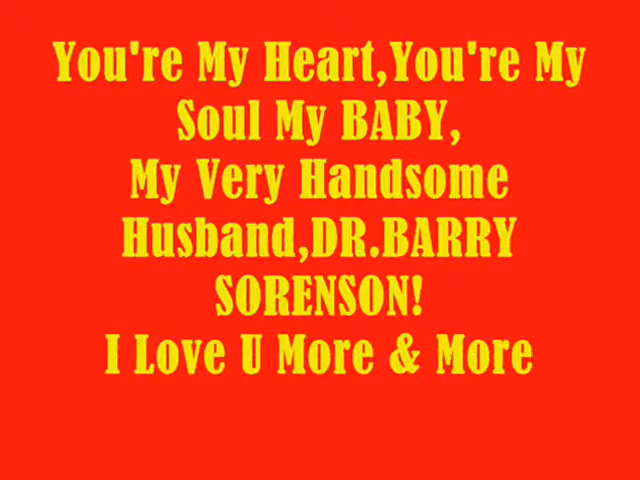 You're My Heart,You're My
Soul My BABY,
My Very Handsome
Husband,DR.BARRY
SORENSON!
I Love U More & More